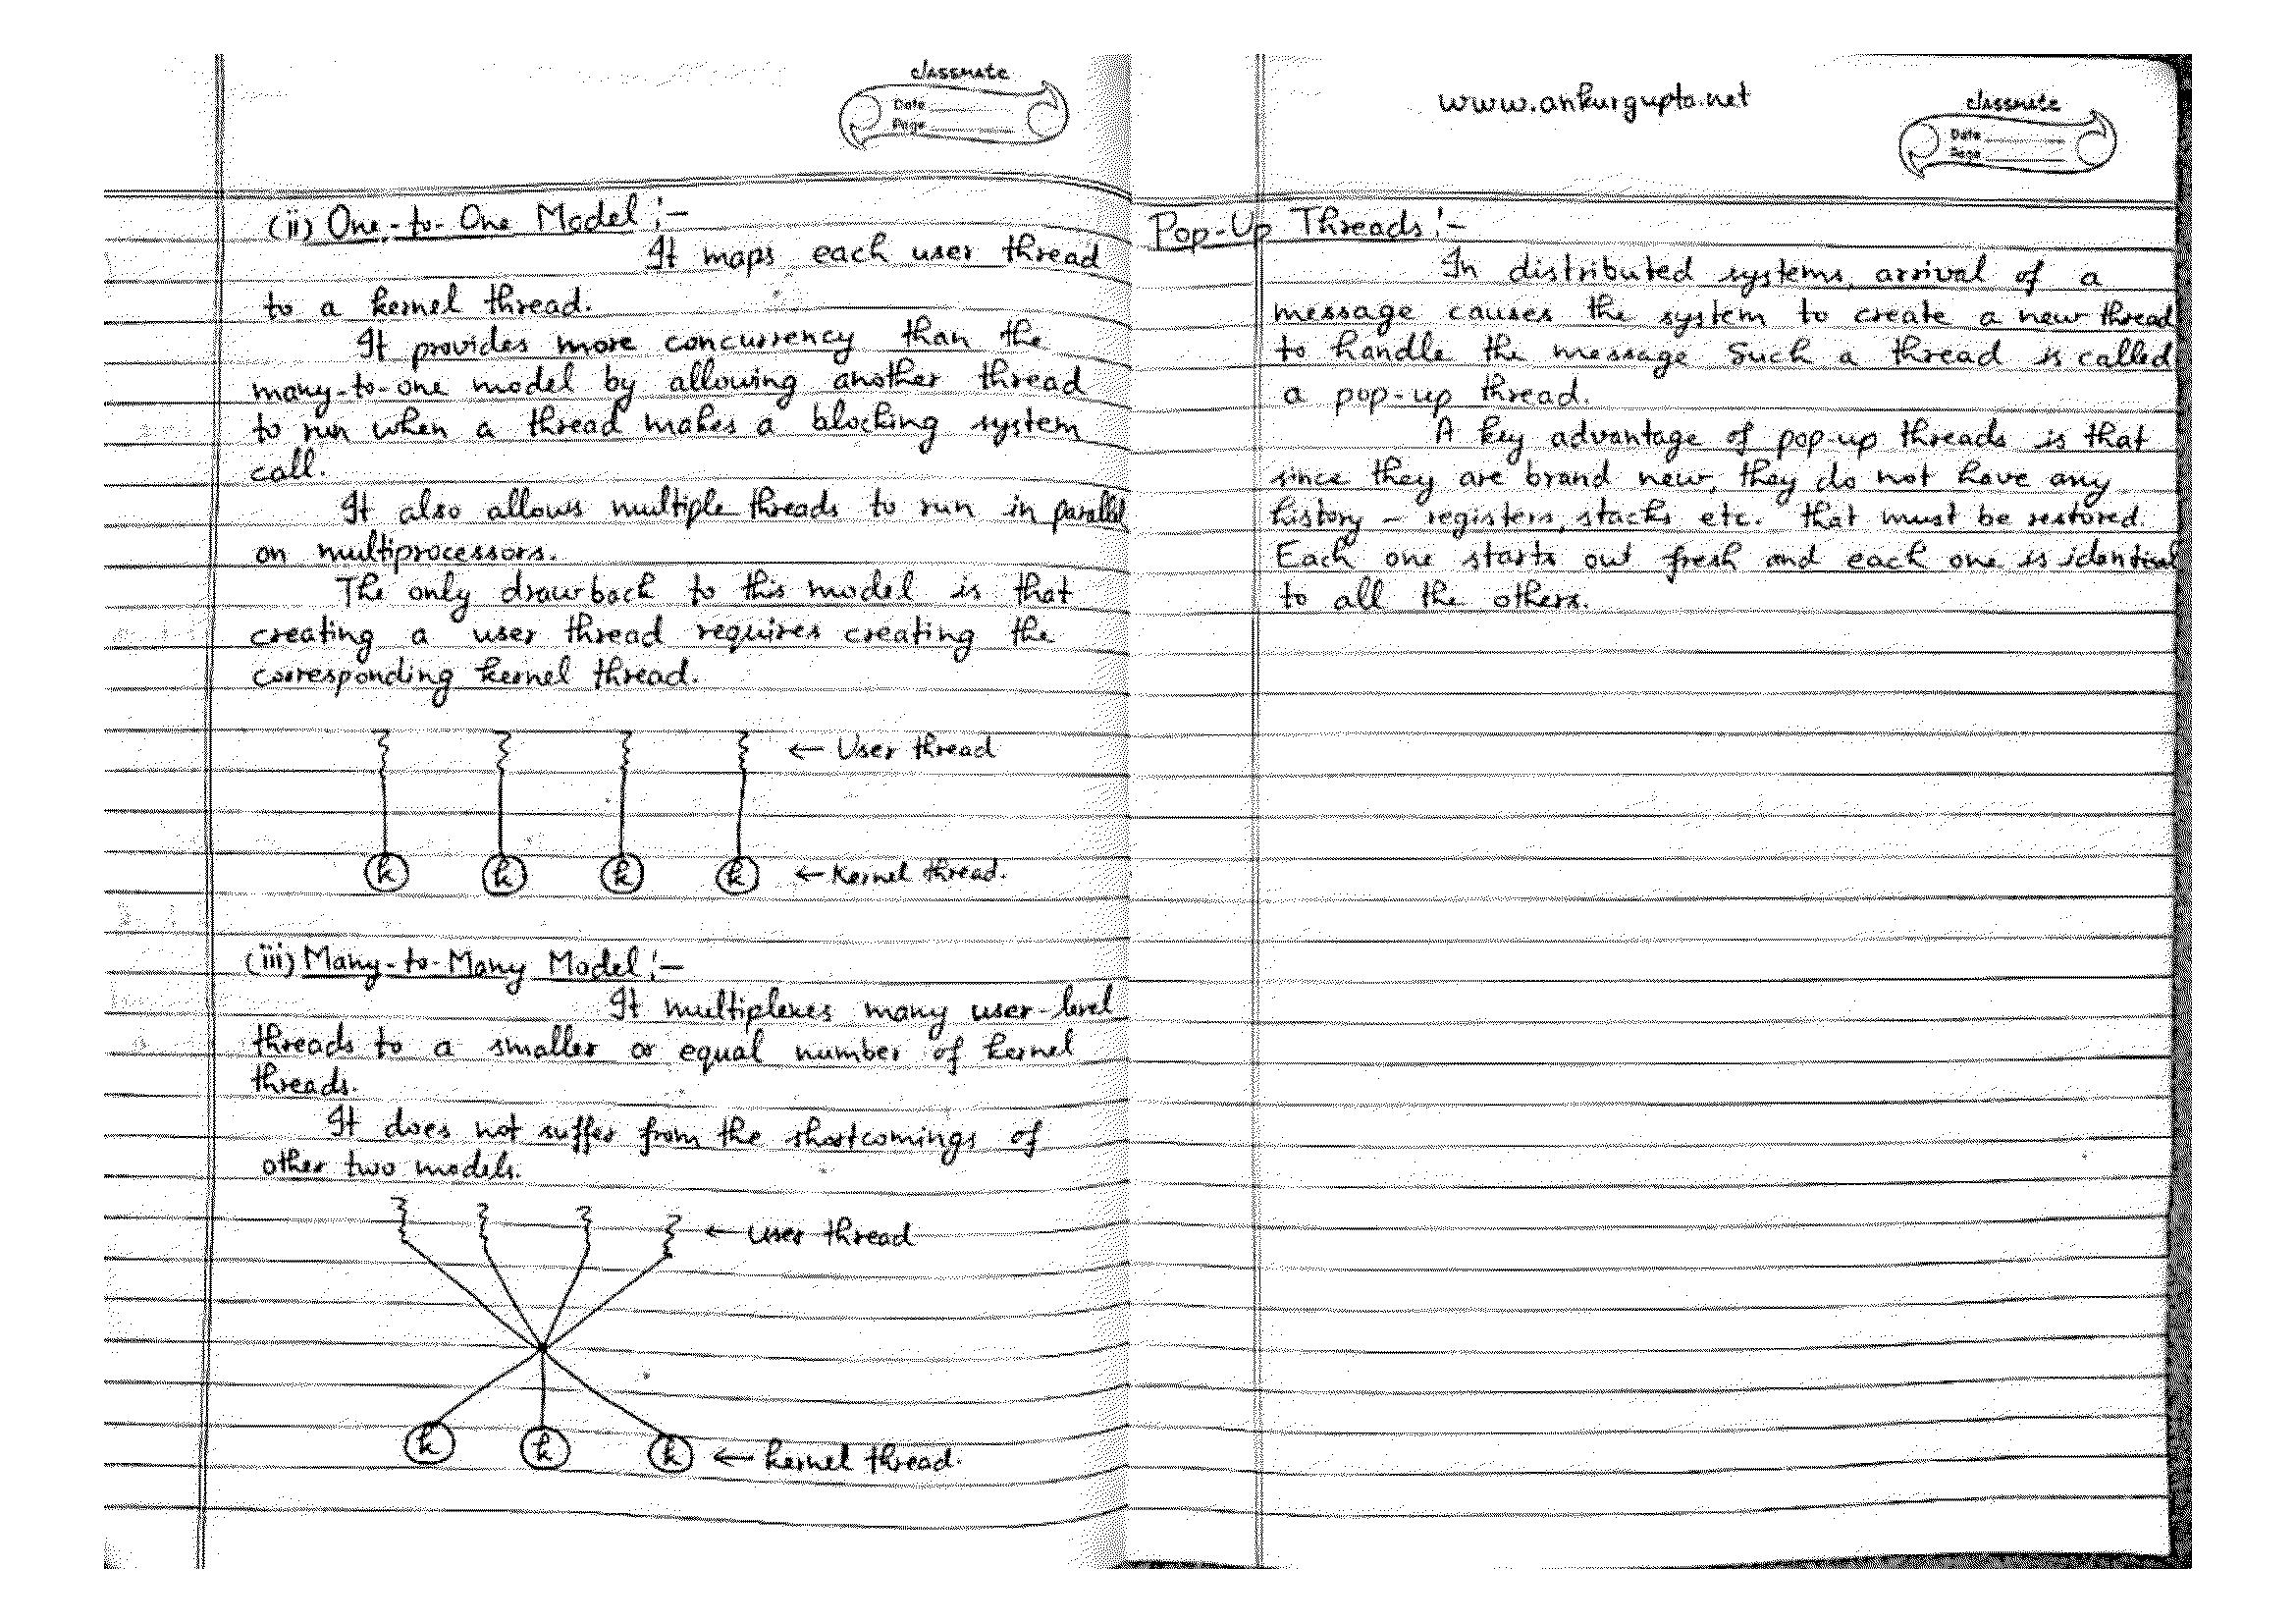 classmate
Date
Page
(ii) One-to-One Model :-
It maps each user thread
to a kernel thread.
It provides more concurrency than the
many-to-one model by allowing another thread
to run when a thread makes a blocking system
call.
It also allows multiple threads to run in parallel
on multiprocessors.
The only drawback to this model is that
creating a user thread requires creating the
corresponding kernel thread.
← User thread
k k k k ← Kernel thread.
(iii) Many-to-Many Model :-
It multiplexes many user-level
threads to a smaller or equal number of kernel
threads.
It does not suffer from the shortcomings of
other two models.
← user thread
k k k ← kernel thread.
www.ankurgupta.net
classmate
Date
Page
Pop-Up Threads :-
In distributed systems, arrival of a
message causes the system to create a new thread
to handle the message Such a thread is called
a pop-up thread.
A key advantage of pop-up threads is that
since they are brand new, they do not have any
history - registers, stacks etc. that must be restored.
Each one starts out fresh and each one is identical
to all the others.